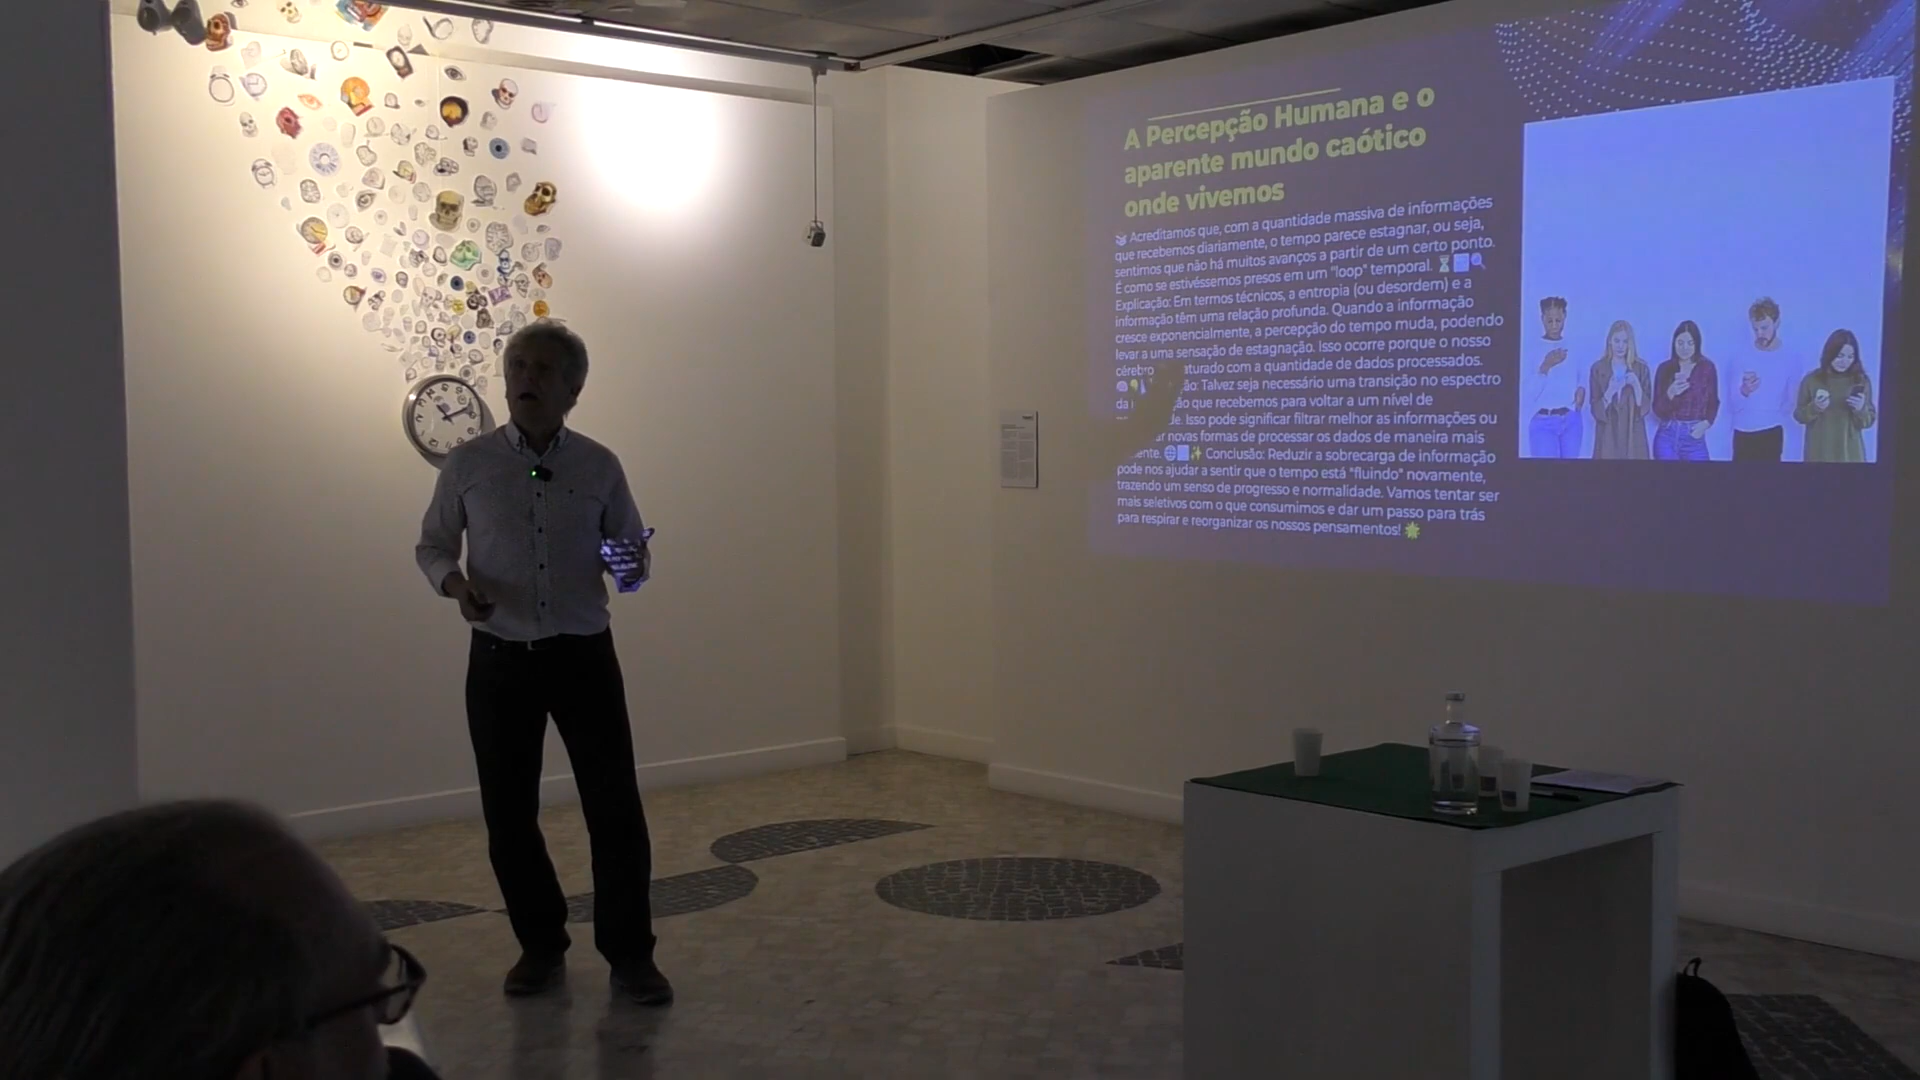 A Percepção Humana e o
aparente mundo caótico
onde vivemos
📚 Acreditamos que, com a quantidade massiva de informações
que recebemos diariamente, o tempo parece estagnar, ou seja,
sentimos que não há muitos avanços a partir de um certo ponto.
É como se estivéssemos presos em um "loop" temporal. ⏳🔍
Explicação: Em termos técnicos, a entropia (ou desordem) e a
informação têm uma relação profunda. Quando a informação
cresce exponencialmente, a percepção do tempo muda, podendo
levar a uma sensação de estagnação. Isso ocorre porque o nosso
cérebro aturado com a quantidade de dados processados.
ão: Talvez seja necessário uma transição no espectro
da ão que recebemos para voltar a um nível de
de. Isso pode significar filtrar melhor as informações ou
ar novas formas de processar os dados de maneira mais
ente. 🌐✨ Conclusão: Reduzir a sobrecarga de informação
pode nos ajudar a sentir que o tempo está "fluindo" novamente,
trazendo um senso de progresso e normalidade. Vamos tentar ser
mais seletivos com o que consumimos e dar um passo para trás
para respirar e reorganizar os nossos pensamentos! 🌟